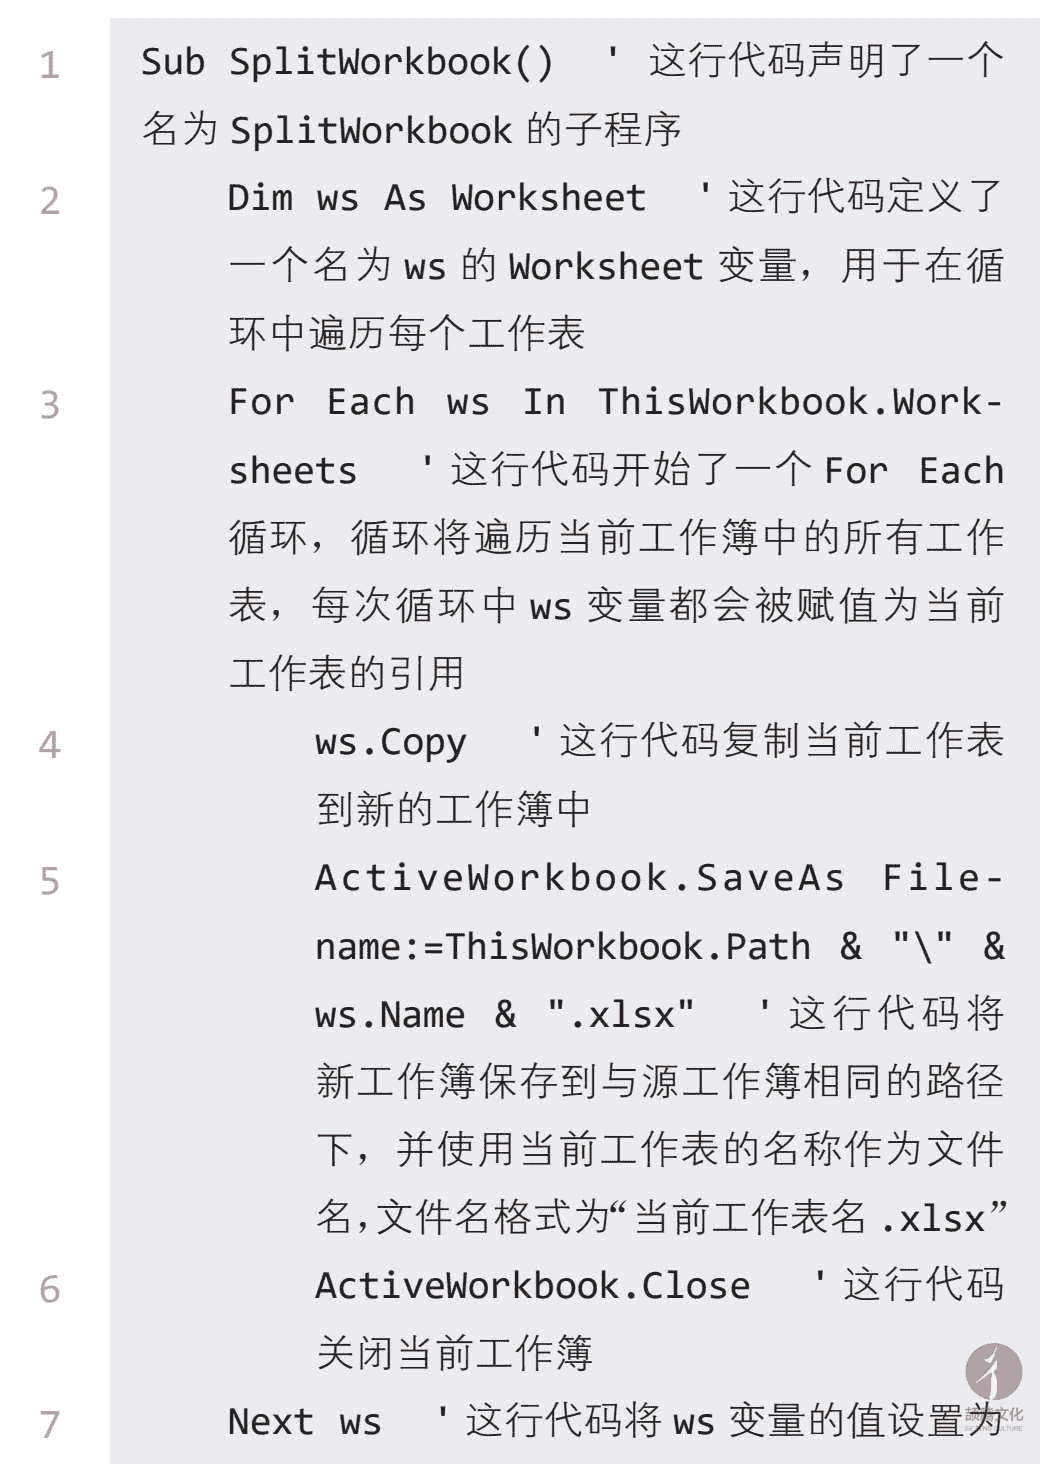 1 Sub SplitWorkbook()  ' 这行代码声明了一个
名为 SplitWorkbook 的子程序
2 Dim ws As Worksheet  ' 这行代码定义了
一个名为 ws 的 Worksheet 变量，用于在循
环中遍历每个工作表
3 For Each ws In ThisWorkbook.Work-
sheets  ' 这行代码开始了一个 For Each
循环，循环将遍历当前工作簿中的所有工作
表，每次循环中 ws 变量都会被赋值为当前
工作表的引用
4 ws.Copy  ' 这行代码复制当前工作表
到新的工作簿中
5 ActiveWorkbook.SaveAs File-
name:=ThisWorkbook.Path & "\" &
ws.Name & ".xlsx"  ' 这行代码将
新工作簿保存到与源工作簿相同的路径
下，并使用当前工作表的名称作为文件
名，文件名格式为“当前工作表名 .xlsx”
6 ActiveWorkbook.Close  ' 这行代码
关闭当前工作簿
7 Next ws  ' 这行代码将 ws 变量的值设置为
文化